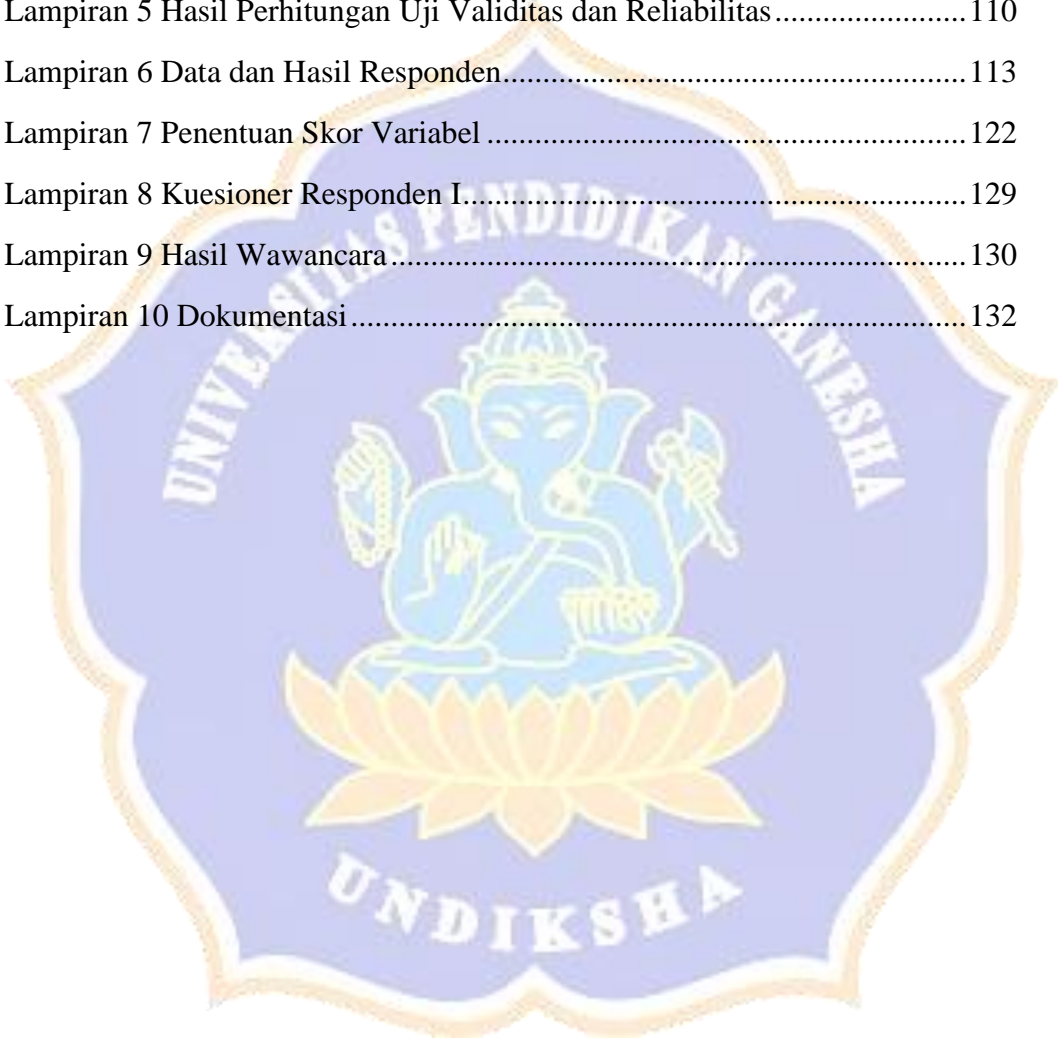 Lampiran 5 Hasil Perhitungan Uji Validitas dan Reliabilitas.......................110
Lampiran 6 Data dan Hasil Responden.................................................113
Lampiran 7 Penentuan Skor Variabel...................................................122
Lampiran 8 Kuesioner Responden I.....................................................129
Lampiran 9 Hasil Wawancara.............................................................130
Lampiran 10 Dokumentasi.................................................................132
UNIVERSITAS PENDIDIKAN GANESHA
UNDIKSHA